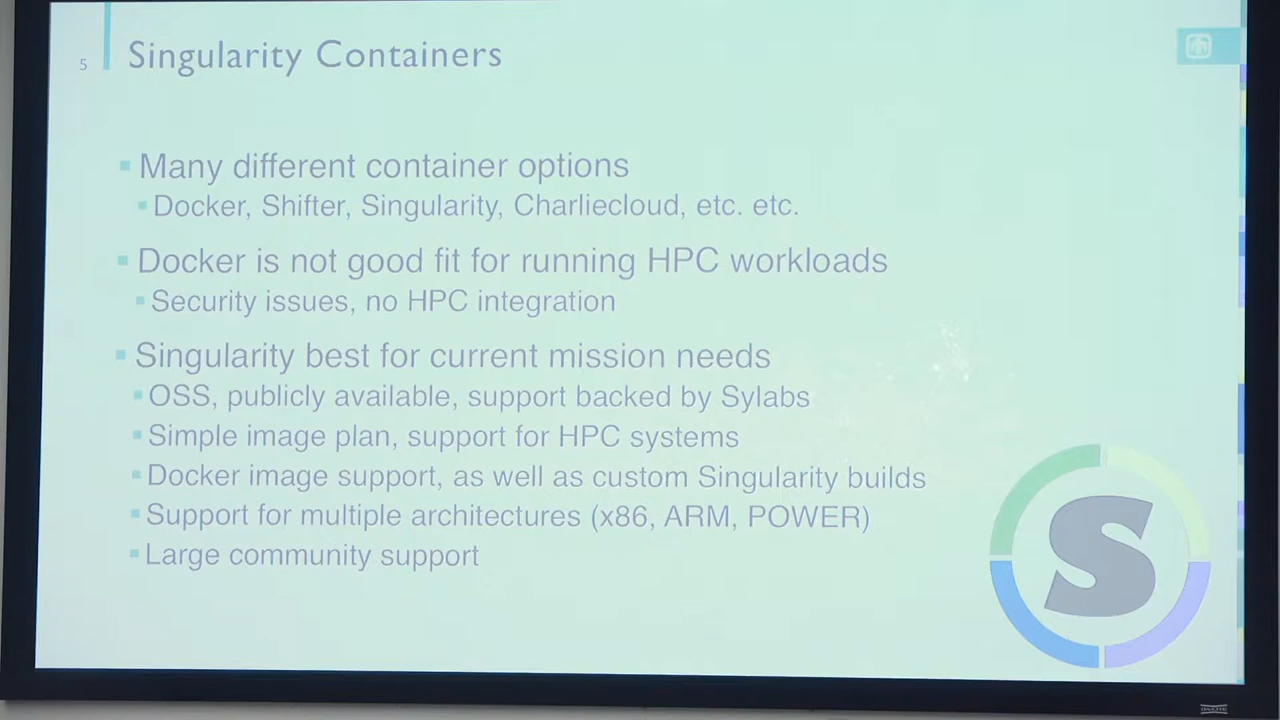 5
Singularity Containers
Many different container options
Docker, Shifter, Singularity, Charliecloud, etc. etc.
Docker is not good fit for running HPC workloads
Security issues, no HPC integration
Singularity best for current mission needs
OSS, publicly available, support backed by Sylabs
Simple image plan, support for HPC systems
Docker image support, as well as custom Singularity builds
Support for multiple architectures (x86, ARM, POWER)
Large community support
S
DA-LITE